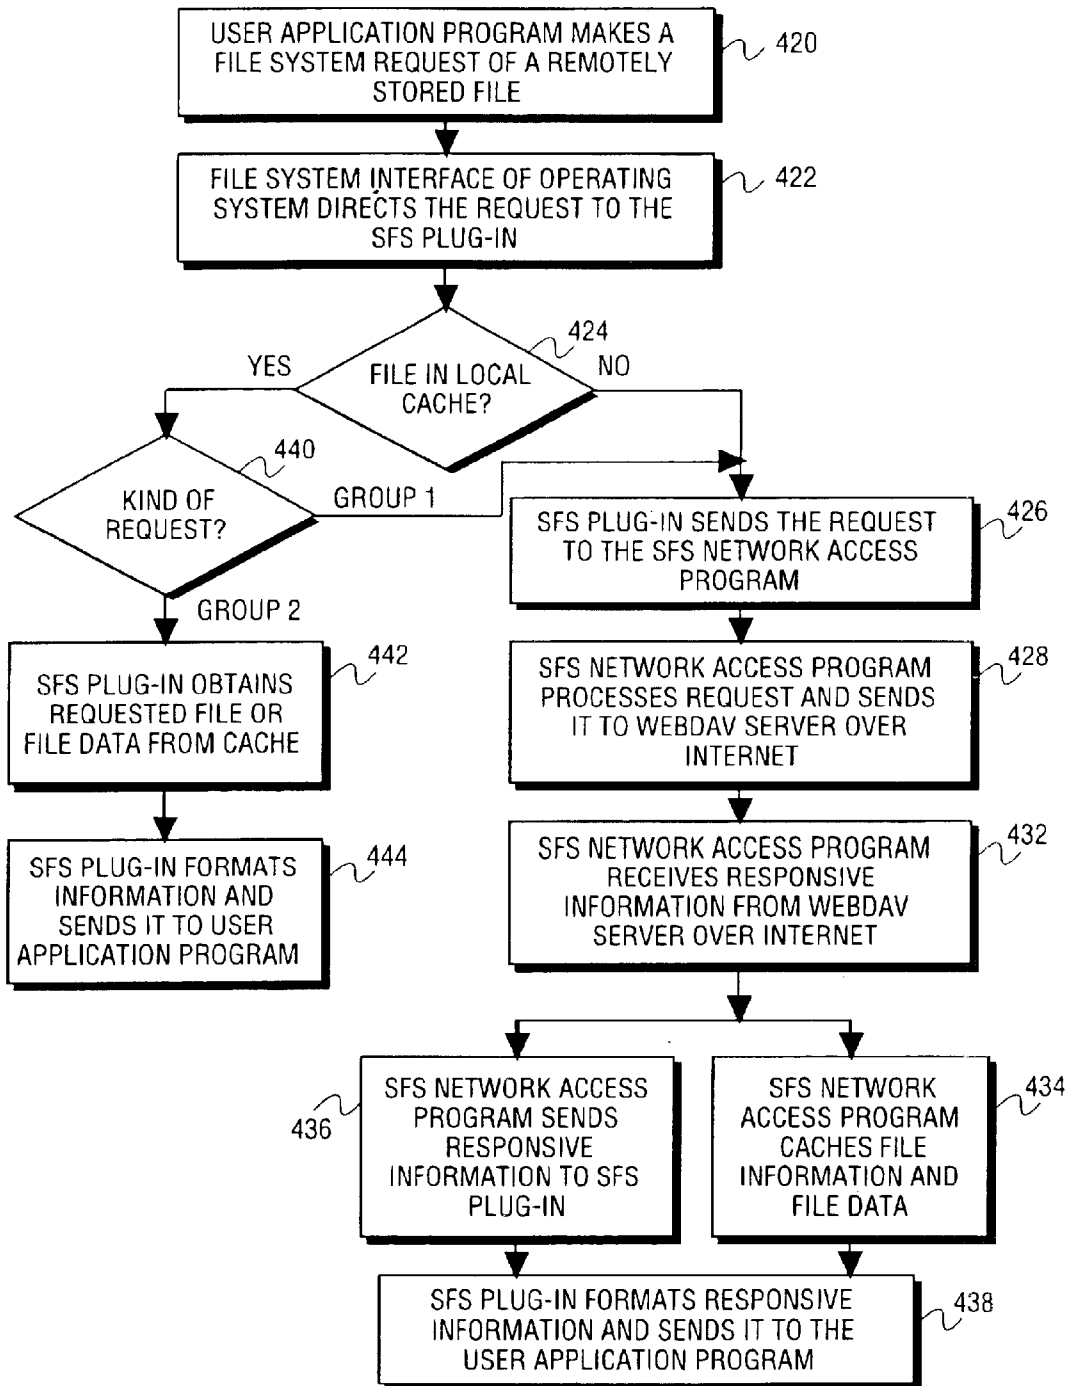 USER APPLICATION PROGRAM MAKES A
FILE SYSTEM REQUEST OF A REMOTELY
STORED FILE
420
FILE SYSTEM INTERFACE OF OPERATING
SYSTEM DIRECTS THE REQUEST TO THE
SFS PLUG-IN
422
424
YES
NO
FILE IN LOCAL
CACHE?
440
KIND OF
REQUEST?
GROUP 1
GROUP 2
SFS PLUG-IN SENDS THE REQUEST
TO THE SFS NETWORK ACCESS
PROGRAM
426
SFS PLUG-IN OBTAINS
REQUESTED FILE OR
FILE DATA FROM CACHE
442
SFS NETWORK ACCESS PROGRAM
PROCESSES REQUEST AND SENDS
IT TO WEBDAV SERVER OVER
INTERNET
428
SFS PLUG-IN FORMATS
INFORMATION AND
SENDS IT TO USER
APPLICATION PROGRAM
444
SFS NETWORK ACCESS PROGRAM
RECEIVES RESPONSIVE
INFORMATION FROM WEBDAV
SERVER OVER INTERNET
432
SFS NETWORK ACCESS
PROGRAM SENDS
RESPONSIVE
INFORMATION TO SFS
PLUG-IN
436
SFS NETWORK
ACCESS PROGRAM
CACHES FILE
INFORMATION AND
FILE DATA
434
SFS PLUG-IN FORMATS RESPONSIVE
INFORMATION AND SENDS IT TO THE
USER APPLICATION PROGRAM
438